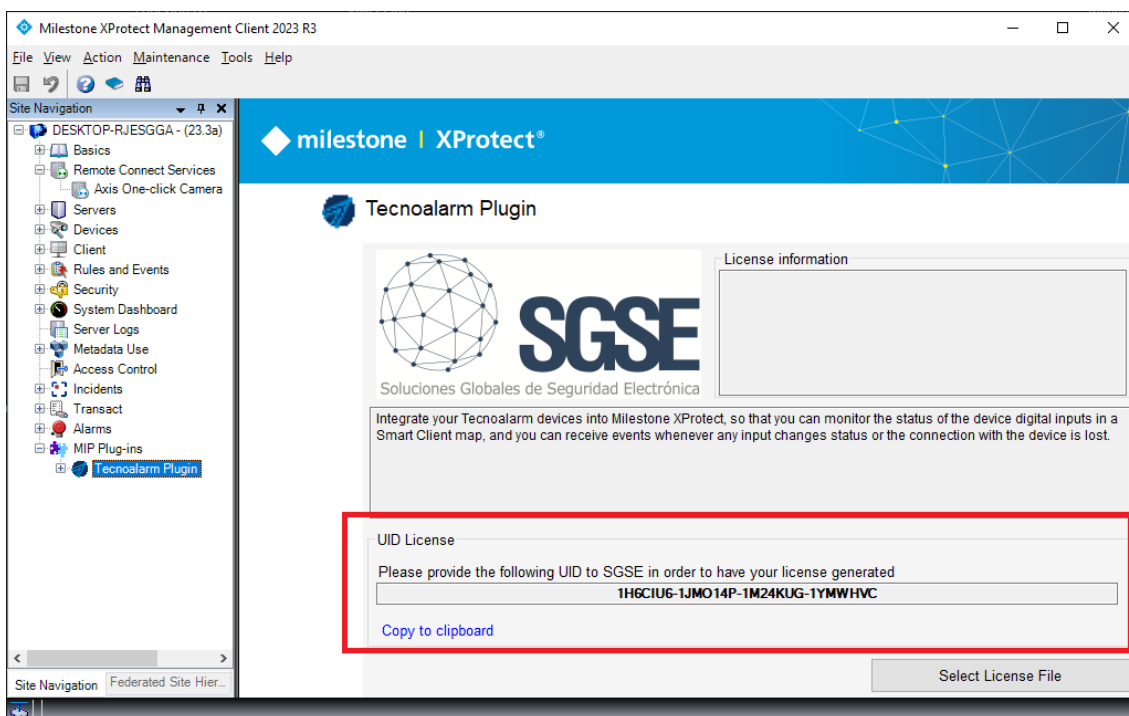 Milestone XProtect Management Client 2023 R3
File View Action Maintenance Tools Help
Site Navigation
DESKTOP-RJESGGA - (23.3a)
Basics
Remote Connect Services
Axis One-click Camera
Servers
Devices
Client
Rules and Events
Security
System Dashboard
Server Logs
Metadata Use
Access Control
Incidents
Transact
Alarms
MIP Plug-ins
Tecnoalarm Plugin
Site Navigation Federated Site Hier...
milestone | XProtect®
Tecnoalarm Plugin
SGSE
Soluciones Globales de Seguridad Electrónica
License information
Integrate your Tecnoalarm devices into Milestone XProtect, so that you can monitor the status of the device digital inputs in a
Smart Client map, and you can receive events whenever any input changes status or the connection with the device is lost.
UID License
Please provide the following UID to SGSE in order to have your license generated
1H6CIU6-1JMO14P-1M24KUG-1YMWHVC
Copy to clipboard
Select License File